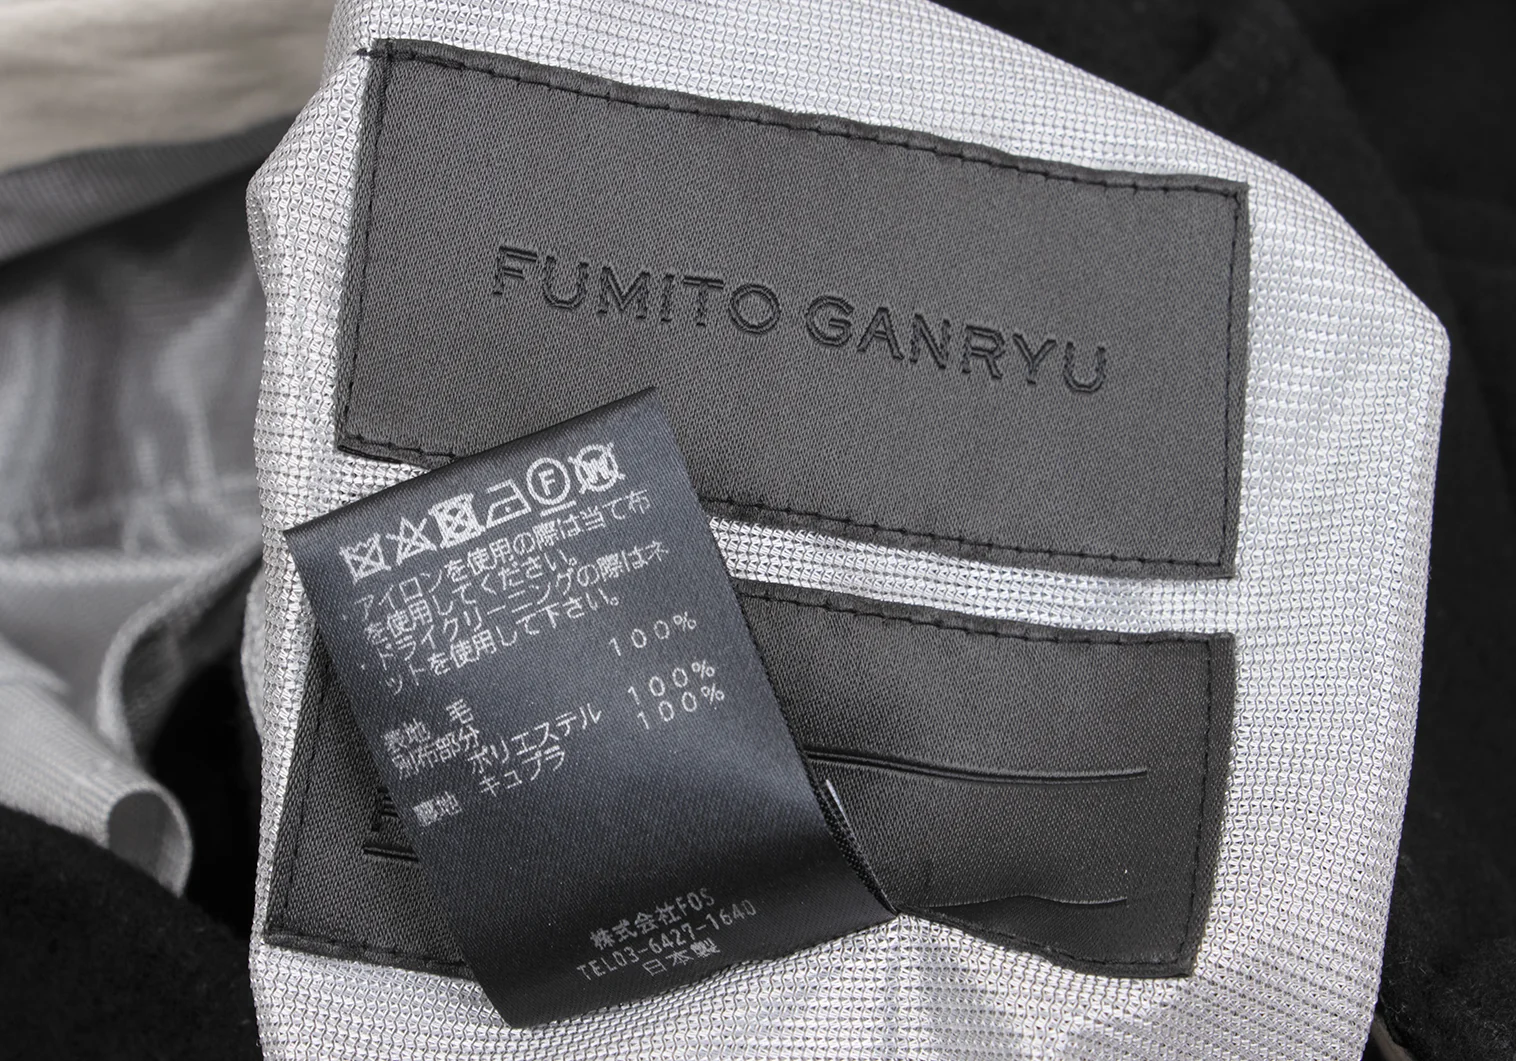 FUMITO GANRYU
F W
・アイロンを使用の際は当て布
を使用してください。
・ドライクリーニングの際はネ
ットを使用して下さい。
表地 毛 100%
別布部分
ポリエステル 100%
裏地 キュプラ 100%
株式会社FOS
TEL03-6427-1640
日本製